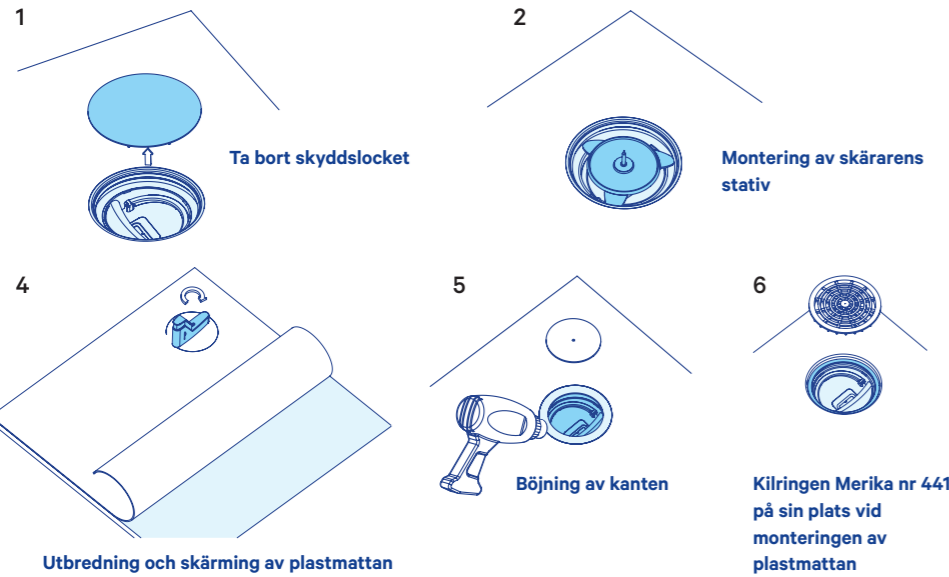 1
Ta bort skyddslocket
2
Montering av skärarens
stativ
4
Utbredning och skärming av plastmattan
5
Böjning av kanten
6
Kilringen Merika nr 441
på sin plats vid
monteringen av
plastmattan